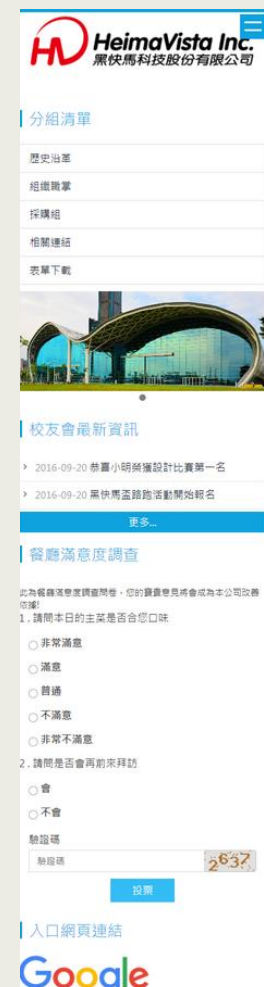 HeimaVista Inc.
黑快馬科技股份有限公司
分組清單
歷史沿革
組織職掌
採購組
相關連結
表單下載
校友會最新資訊
2016-09-20 恭喜小明榮獲設計比賽第一名
2016-09-20 黑快馬盃路跑活動開始報名
更多...
餐廳滿意度調查
此為餐廳滿意度調查問卷，您的寶貴意見將會成為本公司改善
依據!
1 . 請問本日的主菜是否合您口味
非常滿意
滿意
普通
不滿意
非常不滿意
2 . 請問是否會再前來拜訪
會
不會
驗證碼
驗證碼
2637
投票
入口網頁連結
Google